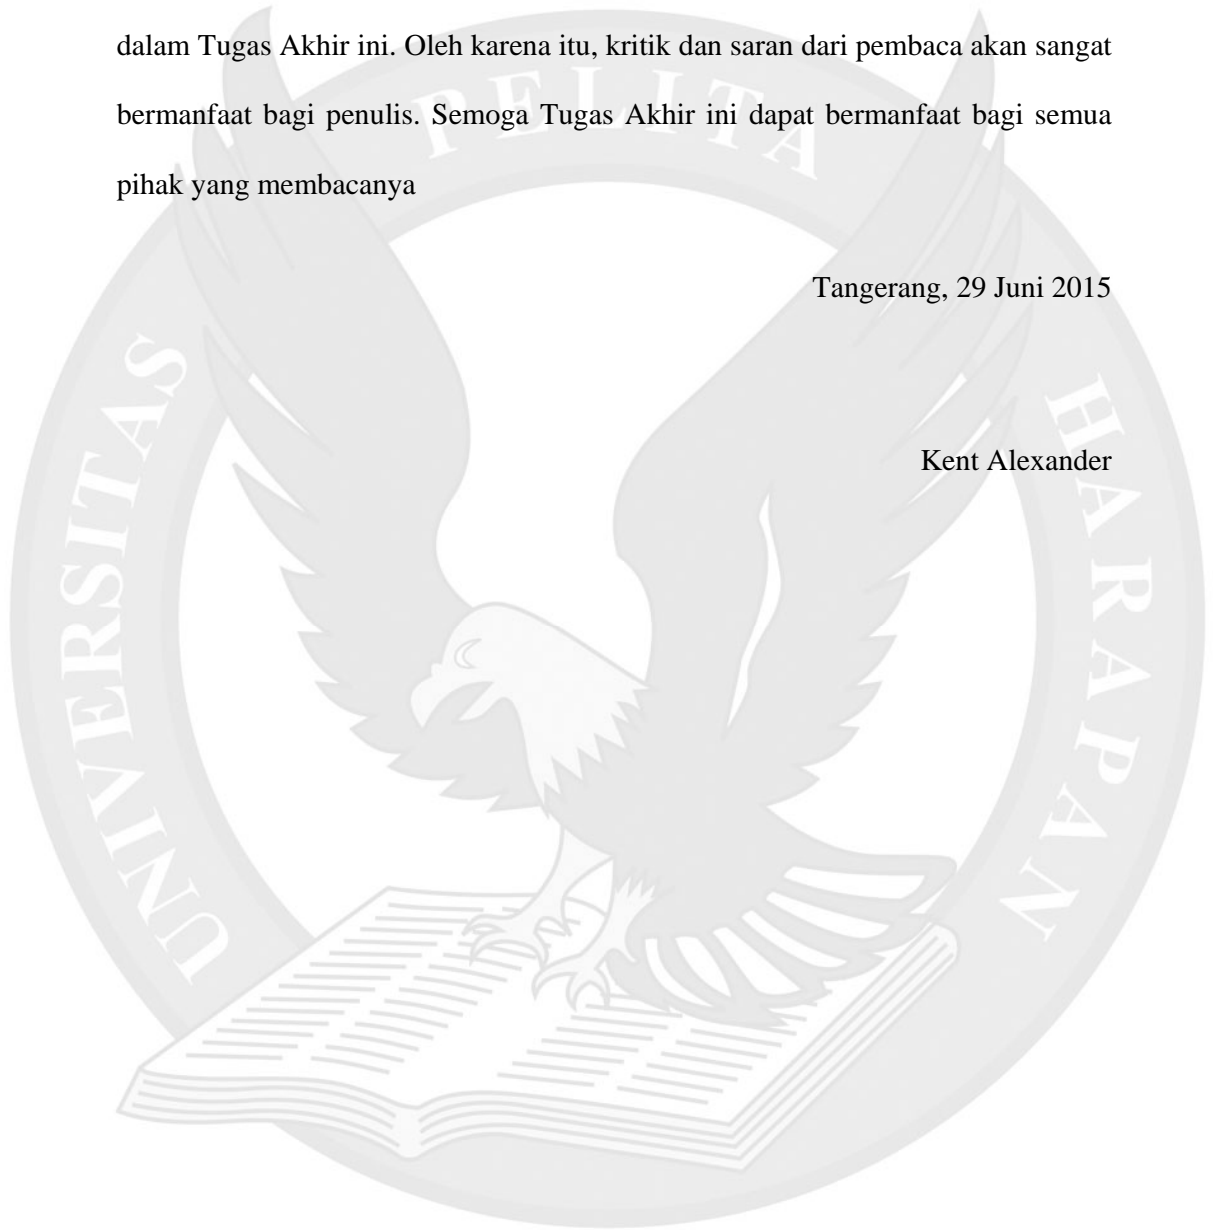 dalam Tugas Akhir ini. Oleh karena itu, kritik dan saran dari pembaca akan sangat
bermanfaat bagi penulis. Semoga Tugas Akhir ini dapat bermanfaat bagi semua
pihak yang membacanya
Tangerang, 29 Juni 2015
Kent Alexander
UNIVERSITAS
PELITA
HARAPAN